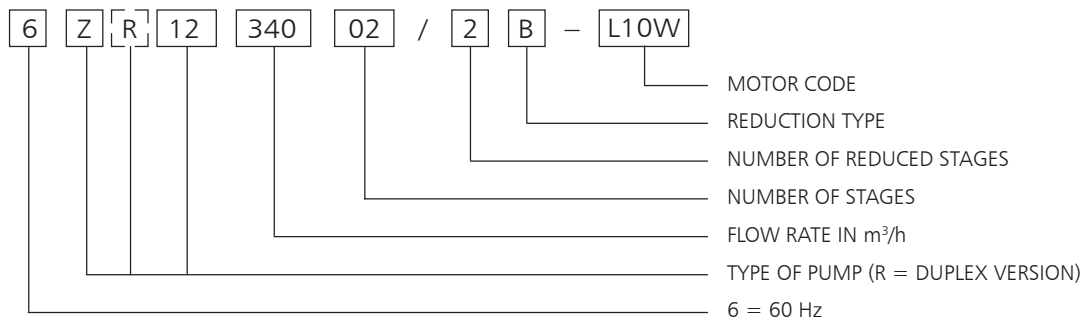 6 Z R 12 340 02 / 2 B – L10W
MOTOR CODE
REDUCTION TYPE
NUMBER OF REDUCED STAGES
NUMBER OF STAGES
FLOW RATE IN m³/h
TYPE OF PUMP (R = DUPLEX VERSION)
6 = 60 Hz